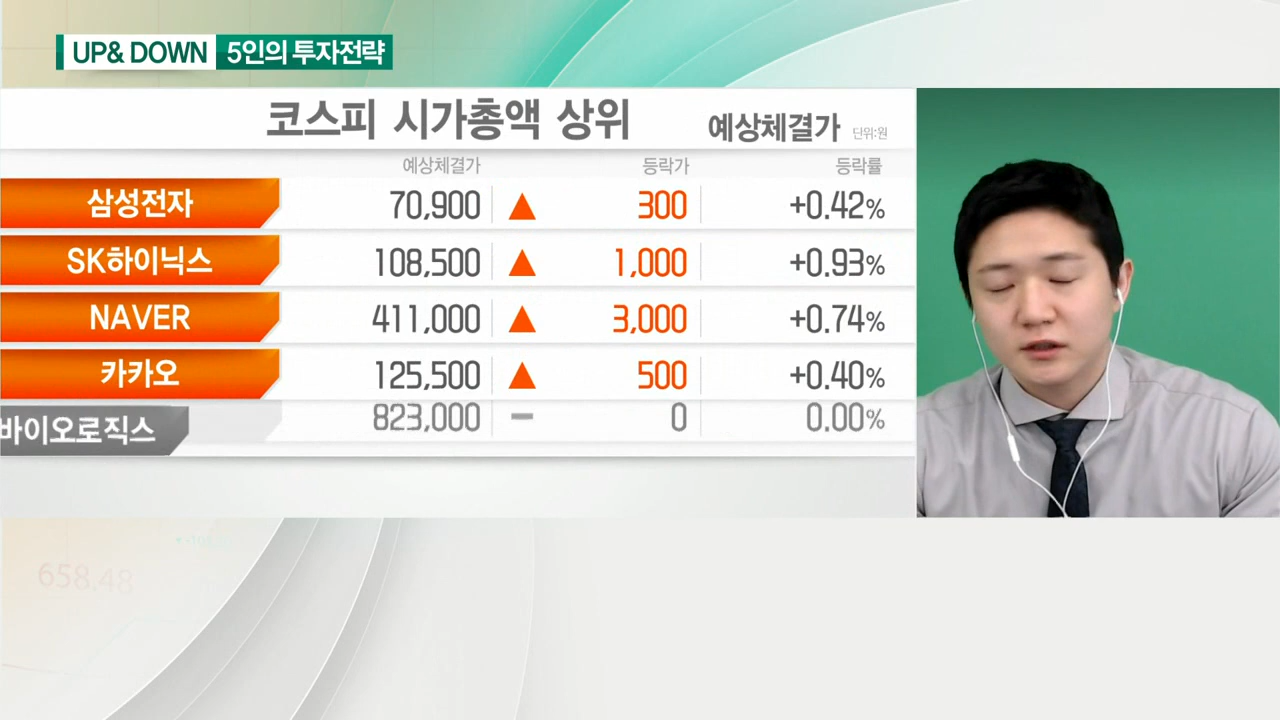 UP& DOWN 5인의 투자전략
코스피 시가총액 상위 예상체결가 단위:원
예상체결가 등락가 등락률
삼성전자 70,900 ▲ 300 +0.42%
SK하이닉스 108,500 ▲ 1,000 +0.93%
NAVER 411,000 ▲ 3,000 +0.74%
카카오 125,500 ▲ 500 +0.40%
바이오로직스 823,000 - 0 0.00%
658.48